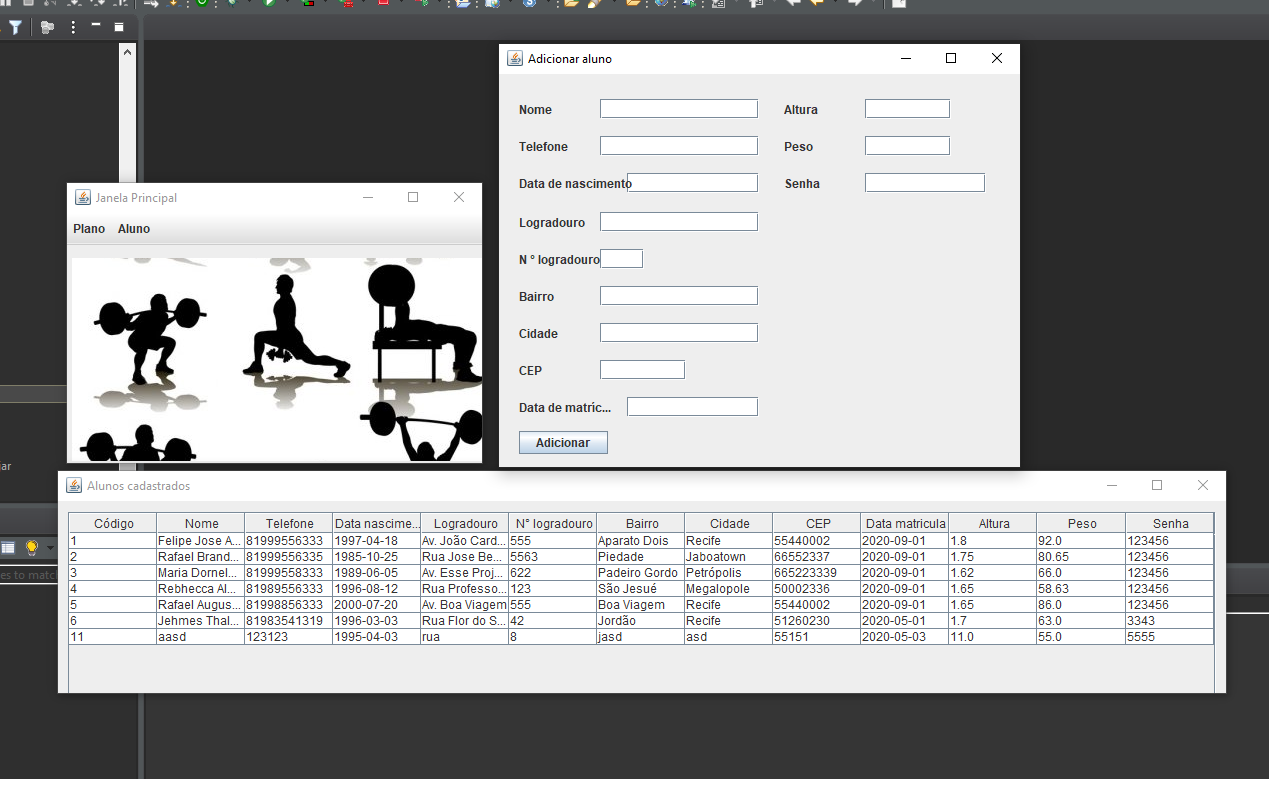 Adicionar aluno
Nome Altura
Telefone Peso
Data de nascimento Senha
Logradouro
N ° logradouro
Bairro
Cidade
CEP
Data de matríc...
Adicionar
Janela Principal
Plano Aluno
iar
es to match
Alunos cadastrados
Código Nome Telefone Data nascime... Logradouro N° logradouro Bairro Cidade CEP Data matricula Altura Peso Senha
1 Felipe Jose A... 81999556333 1997-04-18 Av. João Card... 555 Aparato Dois Recife 55440002 2020-09-01 1.8 92.0 123456
2 Rafael Brand... 81999556335 1985-10-25 Rua Jose Be... 5563 Piedade Jaboatown 66552337 2020-09-01 1.75 80.65 123456
3 Maria Dornel... 81999558333 1989-06-05 Av. Esse Proj... 622 Padeiro Gordo Petrópolis 665223339 2020-09-01 1.62 66.0 123456
4 Rebhecca Al... 81989556333 1996-08-12 Rua Professo... 123 São Jesué Megalopole 50002336 2020-09-01 1.65 58.63 123456
5 Rafael Augus... 81998856333 2000-07-20 Av. Boa Viagem 555 Boa Viagem Recife 55440002 2020-09-01 1.65 86.0 123456
6 Jehmes Thal... 81983541319 1996-03-03 Rua Flor do S... 42 Jordão Recife 51260230 2020-05-01 1.7 63.0 3343
11 aasd 123123 1995-04-03 rua 8 jasd asd 55151 2020-05-03 11.0 55.0 5555